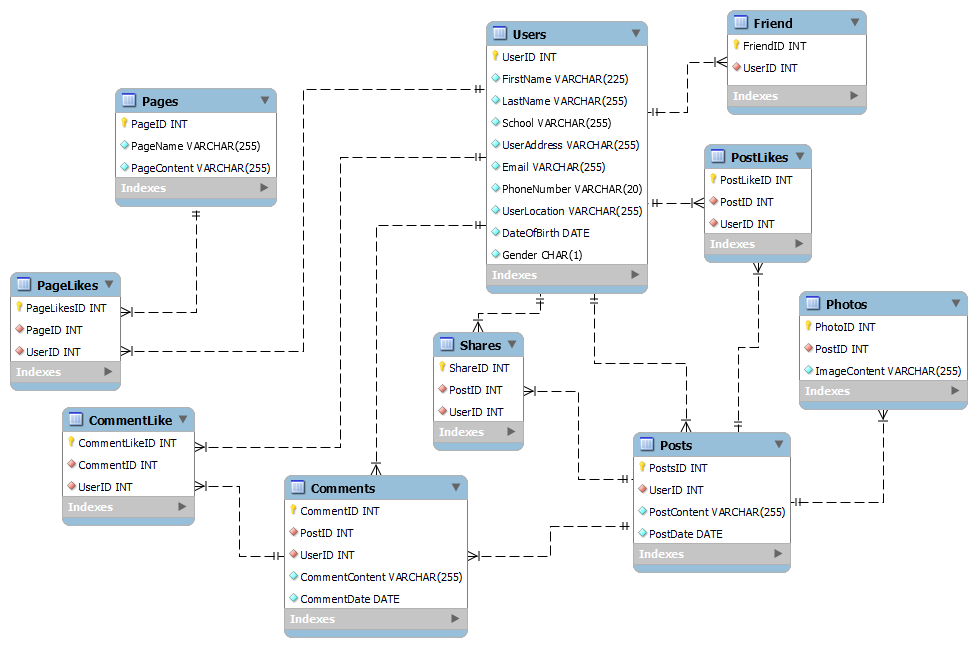 Users
UserID INT
FirstName VARCHAR(225)
LastName VARCHAR(255)
School VARCHAR(255)
UserAddress VARCHAR(255)
Email VARCHAR(255)
PhoneNumber VARCHAR(20)
UserLocation VARCHAR(255)
DateOfBirth DATE
Gender CHAR(1)
Indexes
Friend
FriendID INT
UserID INT
Indexes
Pages
PageID INT
PageName VARCHAR(255)
PageContent VARCHAR(255)
Indexes
PostLikes
PostLikeID INT
PostID INT
UserID INT
Indexes
PageLikes
PageLikesID INT
PageID INT
UserID INT
Indexes
Photos
PhotoID INT
PostID INT
ImageContent VARCHAR(255)
Indexes
Shares
ShareID INT
PostID INT
UserID INT
Indexes
CommentLike
CommentLikeID INT
CommentID INT
UserID INT
Indexes
Posts
PostsID INT
UserID INT
PostContent VARCHAR(255)
PostDate DATE
Indexes
Comments
CommentID INT
PostID INT
UserID INT
CommentContent VARCHAR(255)
CommentDate DATE
Indexes